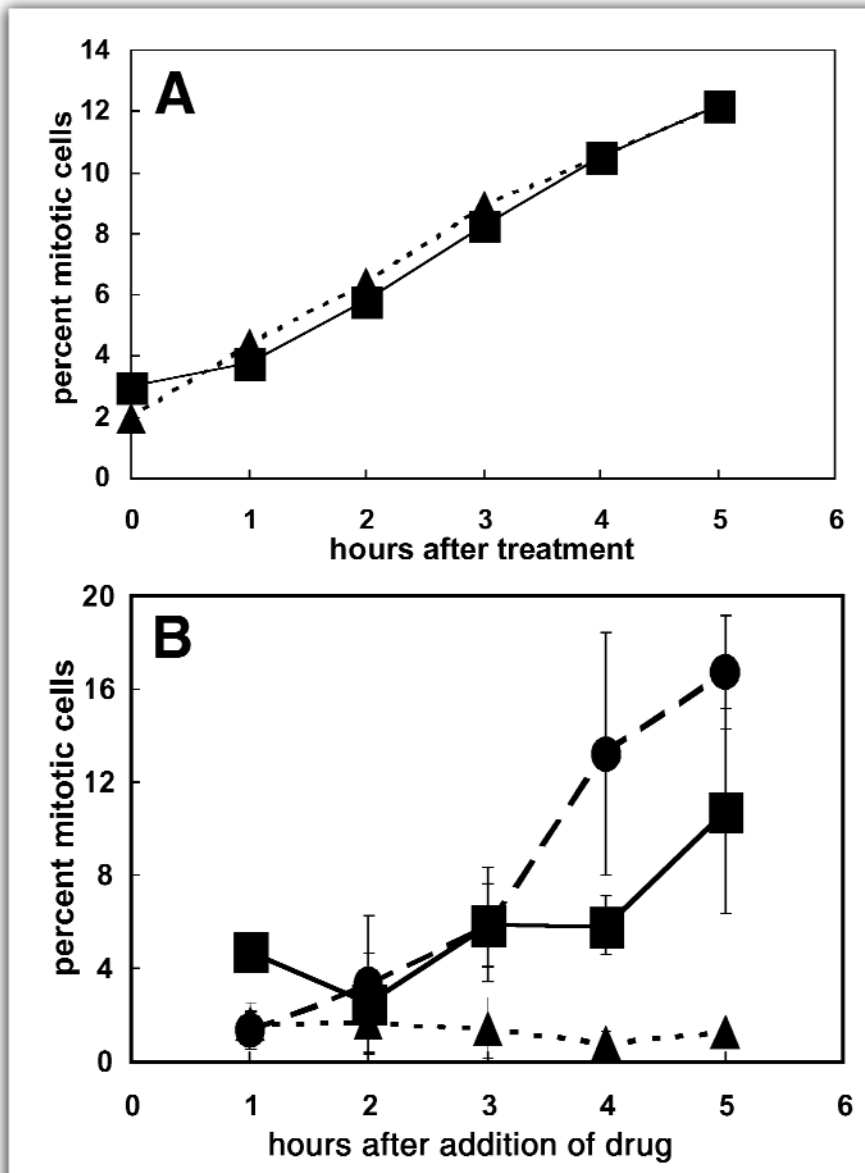 A
14
12
10
8
6
4
2
0
percent mitotic cells
0 1 2 3 4 5 6
hours after treatment
B
20
16
12
8
4
0
percent mitotic cells
0 1 2 3 4 5 6
hours after addition of drug